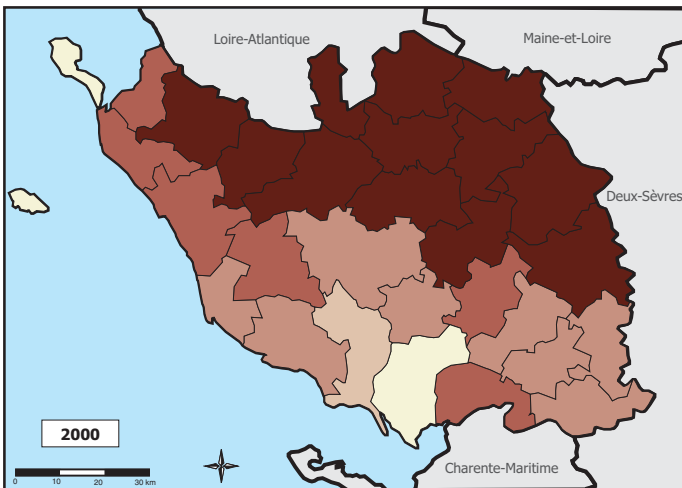 Loire-Atlantique
Maine-et-Loire
Deux-Sèvres
2000
0 10 20 30 km
Charente-Maritime